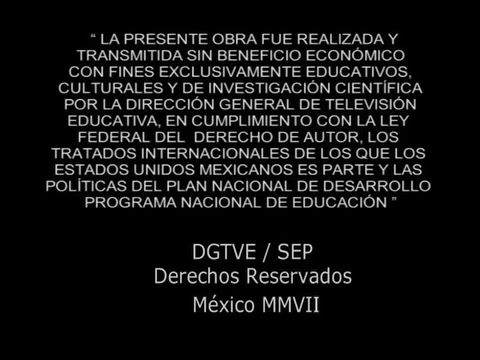 “ LA PRESENTE OBRA FUE REALIZADA Y
TRANSMITIDA SIN BENEFICIO ECONÓMICO
CON FINES EXCLUSIVAMENTE EDUCATIVOS,
CULTURALES Y DE INVESTIGACIÓN CIENTÍFICA
POR LA DIRECCIÓN GENERAL DE TELEVISIÓN
EDUCATIVA, EN CUMPLIMIENTO CON LA LEY
FEDERAL DEL DERECHO DE AUTOR, LOS
TRATADOS INTERNACIONALES DE LOS QUE LOS
ESTADOS UNIDOS MEXICANOS ES PARTE Y LAS
POLÍTICAS DEL PLAN NACIONAL DE DESARROLLO
PROGRAMA NACIONAL DE EDUCACIÓN ”
DGTVE / SEP
Derechos Reservados
México MMVII